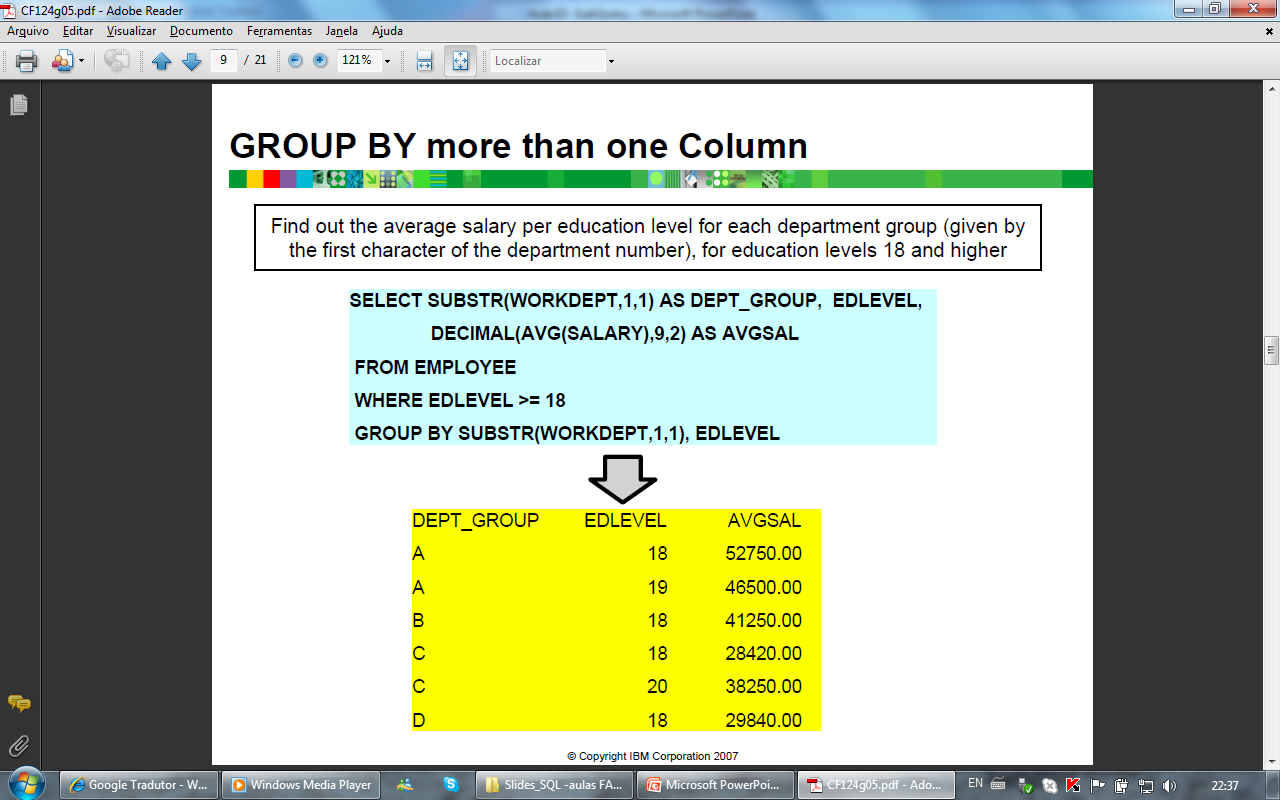 CF124g05.pdf - Adobe Reader
Arquivo Editar Visualizar Documento Ferramentas Janela Ajuda
9 / 21 121% Localizar
GROUP BY more than one Column
Find out the average salary per education level for each department group (given by
the first character of the department number), for education levels 18 and higher
SELECT SUBSTR(WORKDEPT,1,1) AS DEPT_GROUP, EDLEVEL,
DECIMAL(AVG(SALARY),9,2) AS AVGSAL
FROM EMPLOYEE
WHERE EDLEVEL >= 18
GROUP BY SUBSTR(WORKDEPT,1,1), EDLEVEL
DEPT_GROUP EDLEVEL AVGSAL
A 18 52750.00
A 19 46500.00
B 18 41250.00
C 18 28420.00
C 20 38250.00
D 18 29840.00
© Copyright IBM Corporation 2007
Google Tradutor - W... Windows Media Player Slides_SQL -aulas FA... Microsoft PowerPoi... CF124g05.pdf - Ado... EN 22:37